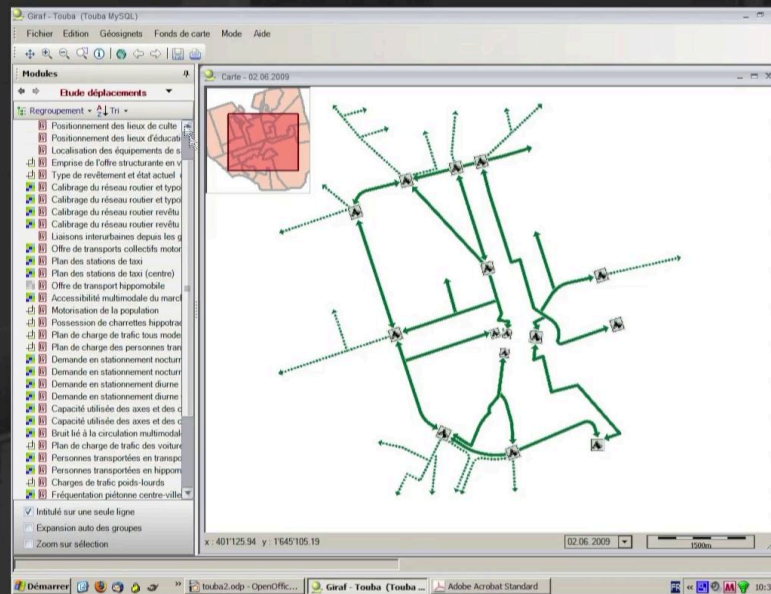 Giraf - Touba (Touba MySQL)
Fichier Edition Géosignets Fonds de carte Mode Aide
Modules
Etude déplacements
Regroupement Tri
Positionnement des lieux de culte
Positionnement des lieux d'éducati
Localisation des équipements de s
Emprise de l'offre structurante en v
Type de revêtement et état actuel
Calibrage du réseau routier et typo
Calibrage du réseau routier et typo
Calibrage du réseau routier revêtu
Calibrage du réseau routier revêtu
Liaisons interurbaines depuis les g
Offre de transports collectifs motor
Plan des stations de taxi
Plan des stations de taxi (centre)
Offre de transport hippomobile
Accessibilité multimodale du march
Motorisation de la population
Possession de charrettes hippotrac
Plan de charge de trafic tous mode
Plan de charge des personnes tran
Demande en stationnement nocturn
Demande en stationnement nocturn
Demande en stationnement diurne
Demande en stationnement diurne
Capacité utilisée des axes et des c
Capacité utilisée des axes et des c
Bruit lié à la circulation multimodal
Plan de charge de trafic des voiture
Personnes transportées en transpo
Personnes transportées en hippom
Charges de trafic poids-lourds
Fréquentation piétonne centre-ville
Intitulé sur une seule ligne
Expansion auto des groupes
Zoom sur sélection
Carte - 02.06.2009
x : 401'125.94 y : 1'645'105.19
02.06.2009
1500m
Démarrer
touba2.odp - OpenOffic...
Giraf - Touba (Touba ...
Adobe Acrobat Standard
FR
10:3